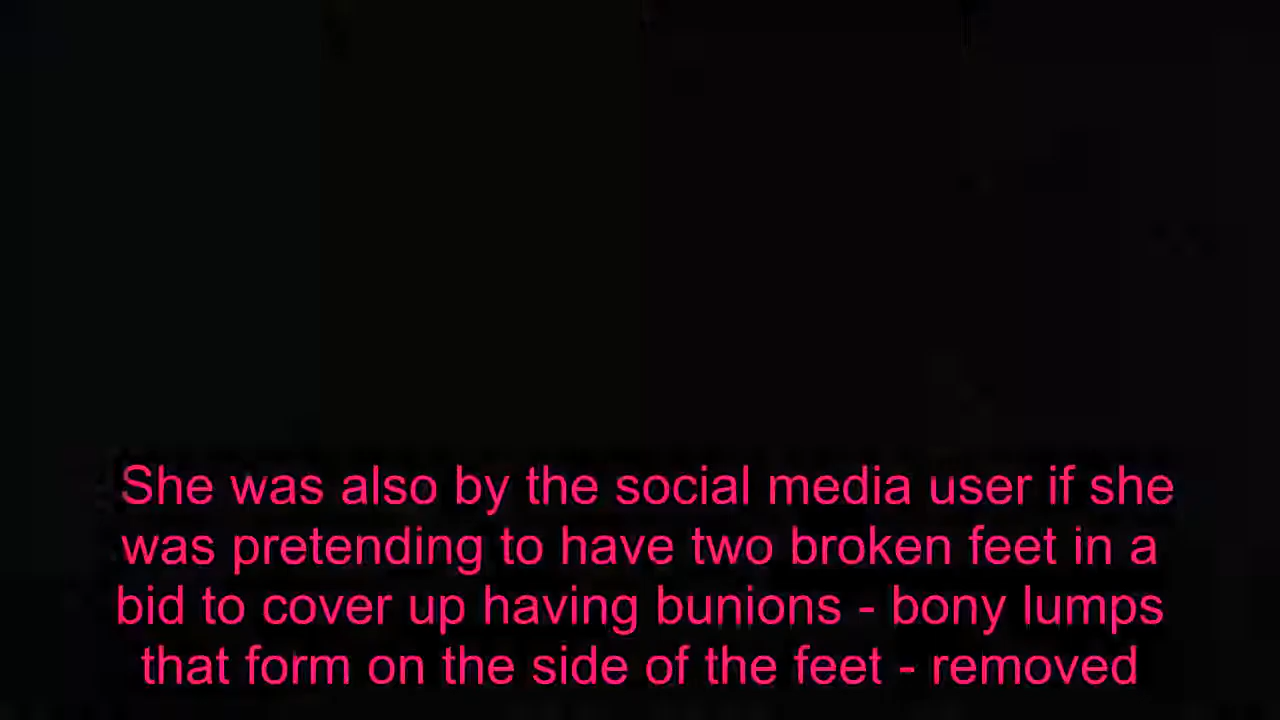 She was also by the social media user if she
was pretending to have two broken feet in a
bid to cover up having bunions - bony lumps
that form on the side of the feet - removed